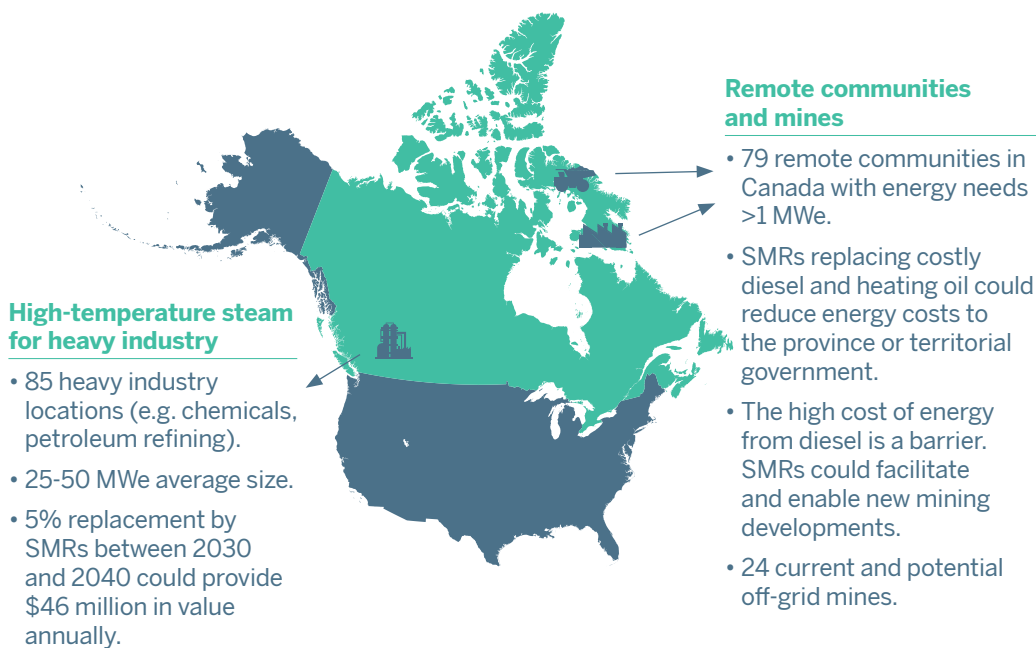 Remote communities
and mines
• 79 remote communities in
Canada with energy needs
>1 MWe.
• SMRs replacing costly
diesel and heating oil could
reduce energy costs to
the province or territorial
government.
• The high cost of energy
from diesel is a barrier.
SMRs could facilitate
and enable new mining
developments.
• 24 current and potential
off-grid mines.
High-temperature steam
for heavy industry
• 85 heavy industry
locations (e.g. chemicals,
petroleum refining).
• 25-50 MWe average size.
• 5% replacement by
SMRs between 2030
and 2040 could provide
$46 million in value
annually.